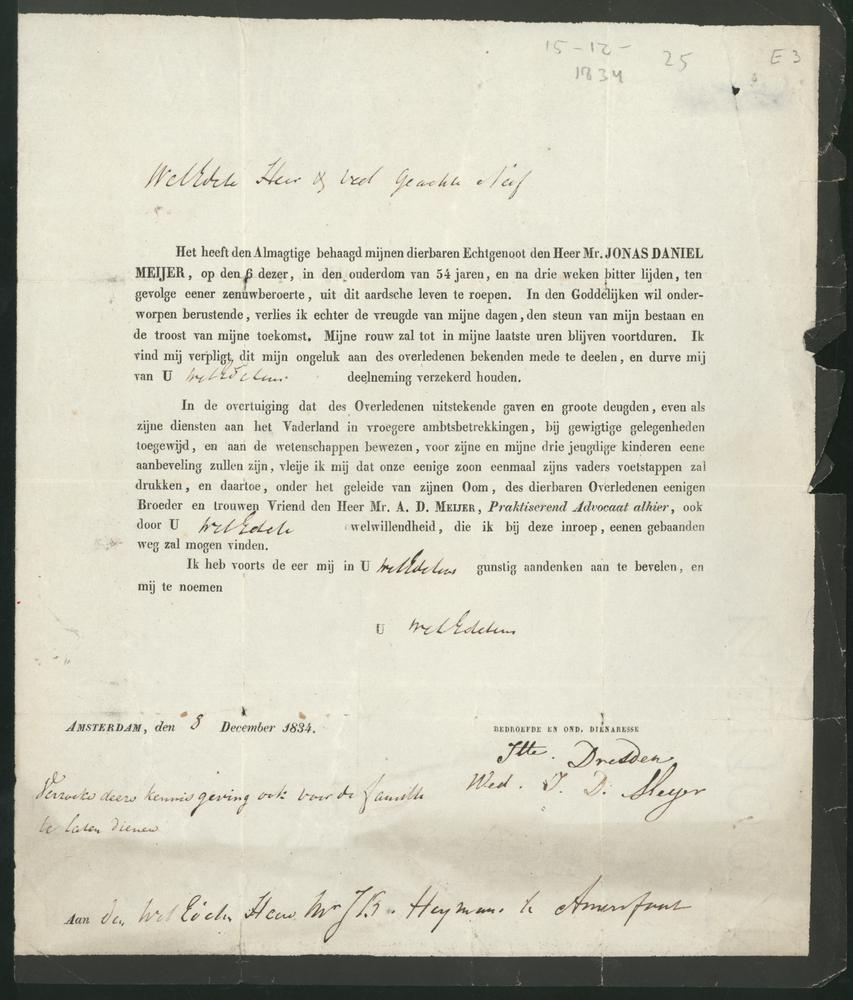 15-12-
1834
25
E 3
WelEdele Heer & veel geachte Neef
Het heeft den Almagtige behaagd mijnen dierbaren Echtgenoot den Heer Mr. JONAS DANIEL
MEIJER, op den 6 dezer, in den ouderdom van 54 jaren, en na drie weken bitter lijden, ten
gevolge eener zenuwberoerte, uit dit aardsche leven te roepen. In den Goddelijken wil onder-
worpen berustende, verlies ik echter de vreugde van mijne dagen, den steun van mijn bestaan en
de troost van mijne toekomst. Mijne rouw zal tot in mijne laatste uren blijven voortduren. Ik
vind mij verpligt, dit mijn ongeluk aan des overledenen bekenden mede te deelen, en durve mij
van U WelEdelens deelneming verzekerd houden.
In de overtuiging dat des Overledenen uitstekende gaven en groote deugden, even als
zijne diensten aan het Vaderland in vroegere ambtsbetrekkingen, bij gewigtige gelegenheden
toegewijd, en aan de wetenschappen bewezen, voor zijne en mijne drie jeugdige kinderen eene
aanbeveling zullen zijn, vleije ik mij dat onze eenige zoon eenmaal zijns vaders voetstappen zal
drukken, en daartoe, onder het geleide van zijnen Oom, des dierbaren Overledenen eenigen
Broeder en trouwen Vriend den Heer Mr. A. D. MEIJER, Praktiserend Advocaat alhier, ook
door U WelEdele welwillendheid, die ik bij deze inroep, eenen gebaanden
weg zal mogen vinden.
Ik heb voorts de eer mij in U WelEdelens gunstig aandenken aan te bevelen, en
mij te noemen
U WelEdelens
AMSTERDAM, den 8 December 1834.
BEDROEFDE EN OND. DIENARESSE
Dresden
Wed. J. D. Meyer
Verzoeke deere kennisgeving ook voor de familie
te laten dienen
Aan den WelEdelen Heer Mr Heymans te Amersfoort